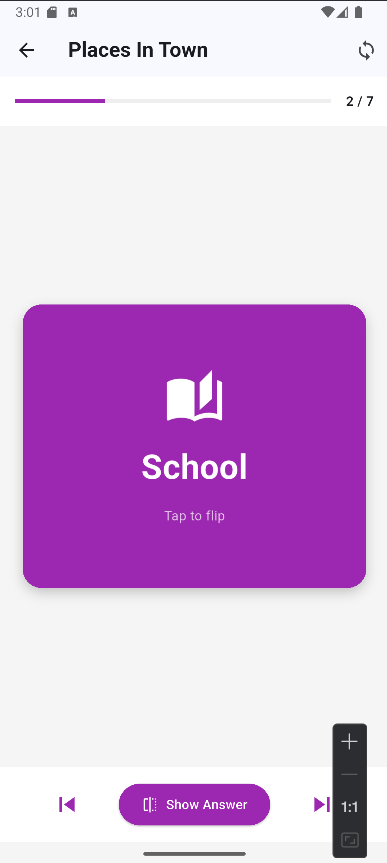 3:01
Places In Town
2 / 7
School
Tap to flip
Show Answer
1:1